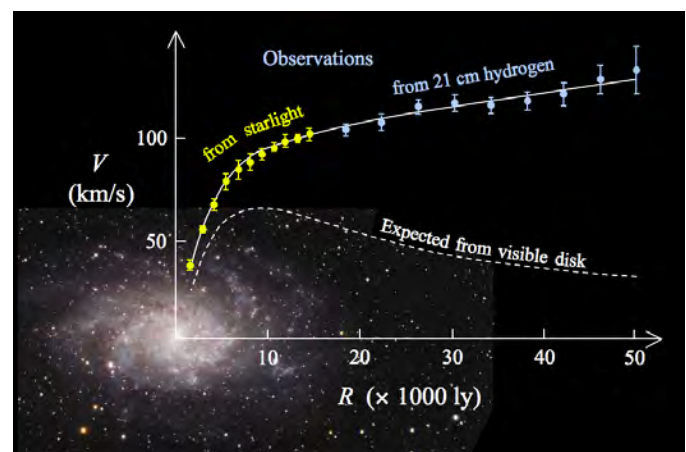 Observations
from 21 cm hydrogen
from starlight
100
V
(km/s)
50
Expected from visible disk
10
20
30
40
50
R (× 1000 ly)